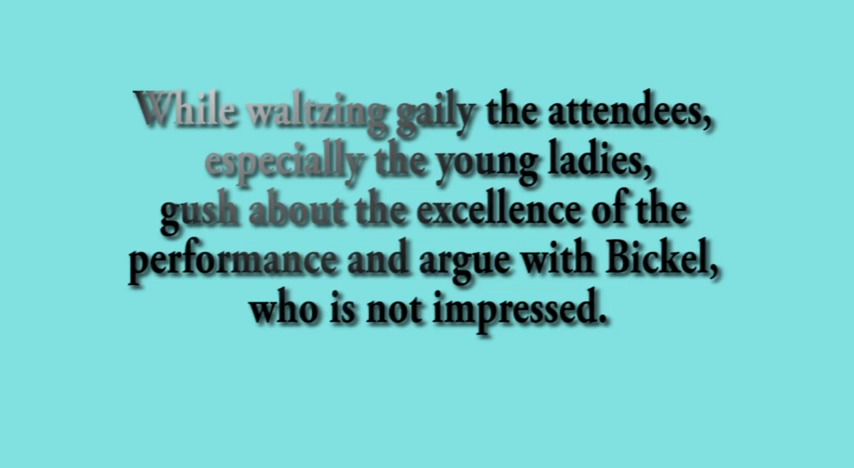 While waltzing gaily the attendees,
especially the young ladies,
gush about the excellence of the
performance and argue with Bickel,
who is not impressed.